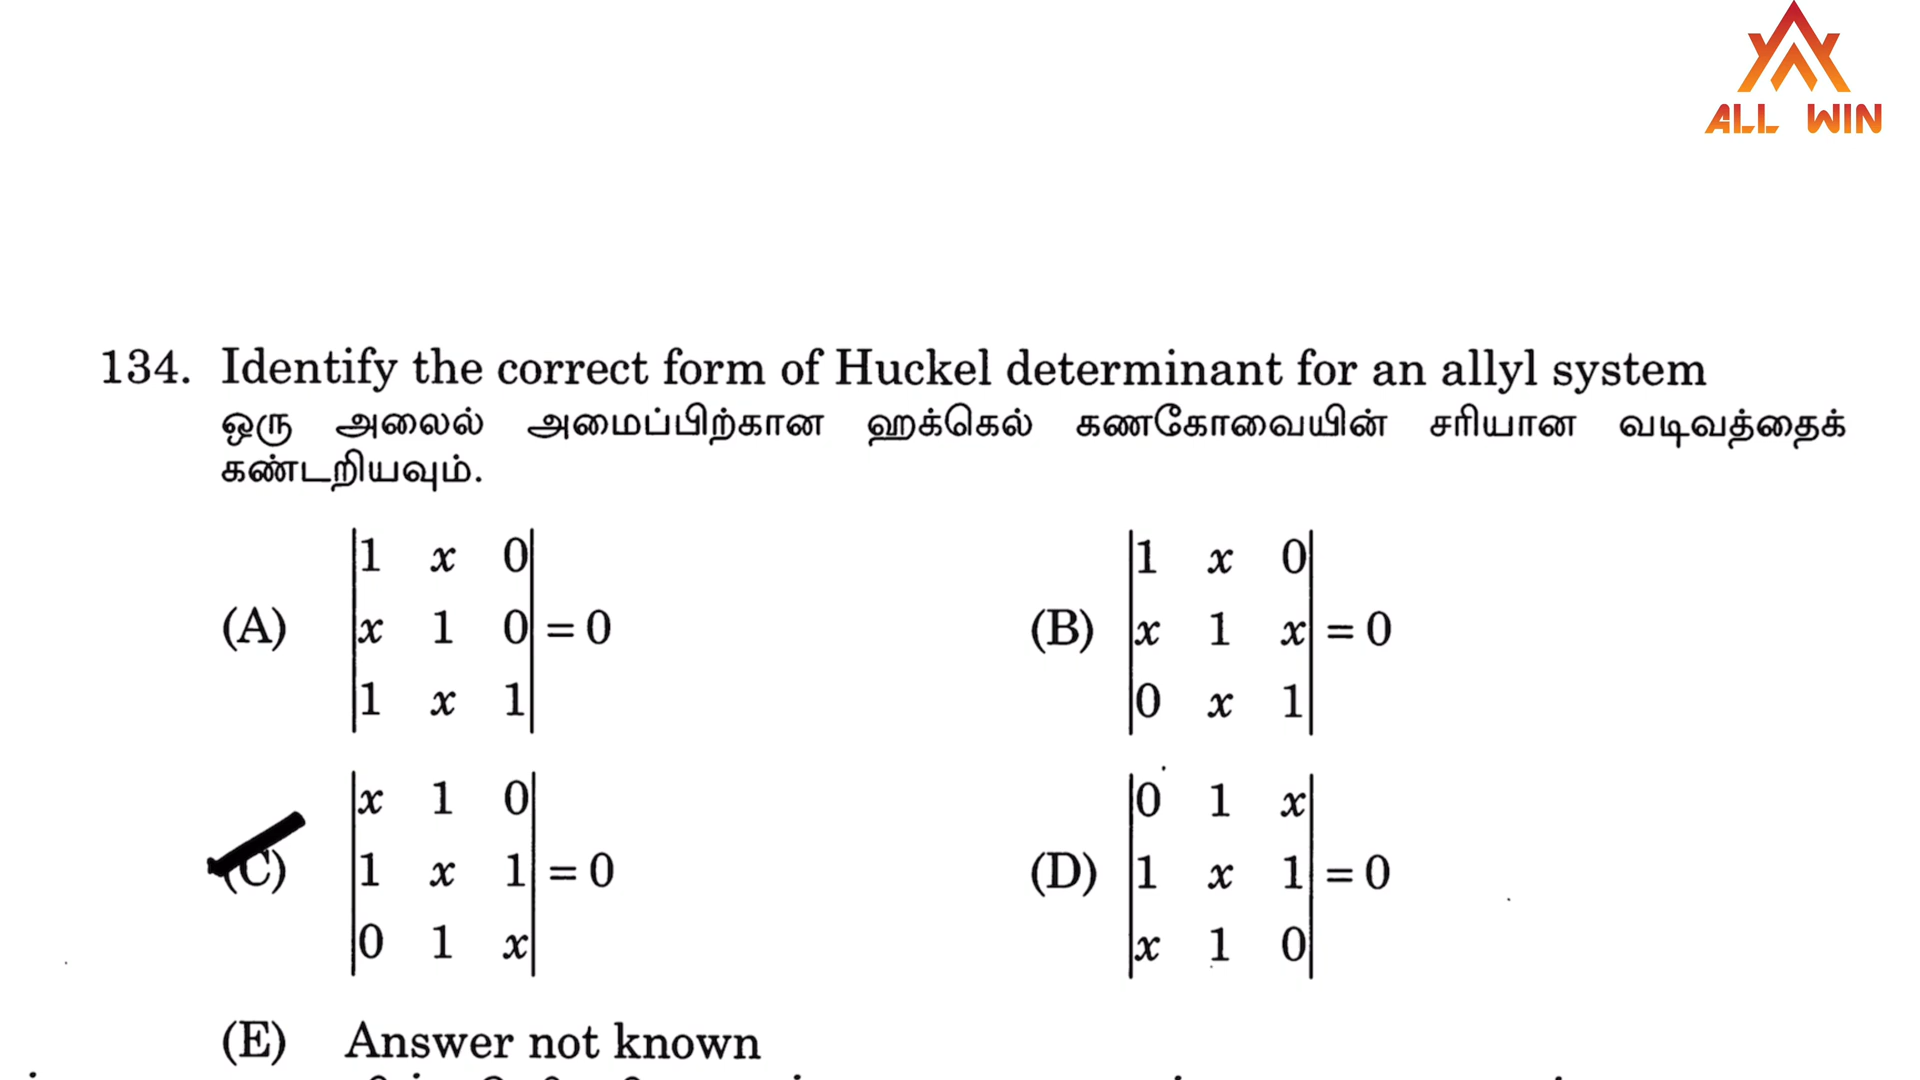 ALL WIN
134. Identify the correct form of Huckel determinant for an allyl system
ஒரு அலைல் அமைப்பிற்கான ஹக்கெல் கணகோவையின் சரியான வடிவத்தைக்
கண்டறியவும்.
(A) |1 x 0|
|x 1 0| = 0
|1 x 1|
(B) |1 x 0|
|x 1 x| = 0
|0 x 1|
(C) |x 1 0|
|1 x 1| = 0
|0 1 x|
(D) |0 1 x|
|1 x 1| = 0
|x 1 0|
(E) Answer not known